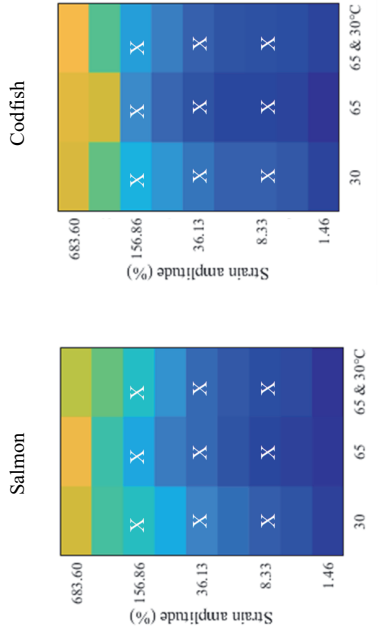 Salmon
683.60
156.86
36.13
8.33
1.46
Strain amplitude (%)
X X X
X X X
X X X
30 65 65 & 30°C
Codfish
683.60
156.86
36.13
8.33
1.46
Strain amplitude (%)
X X X
X X X
X X X
30 65 65 & 30°C